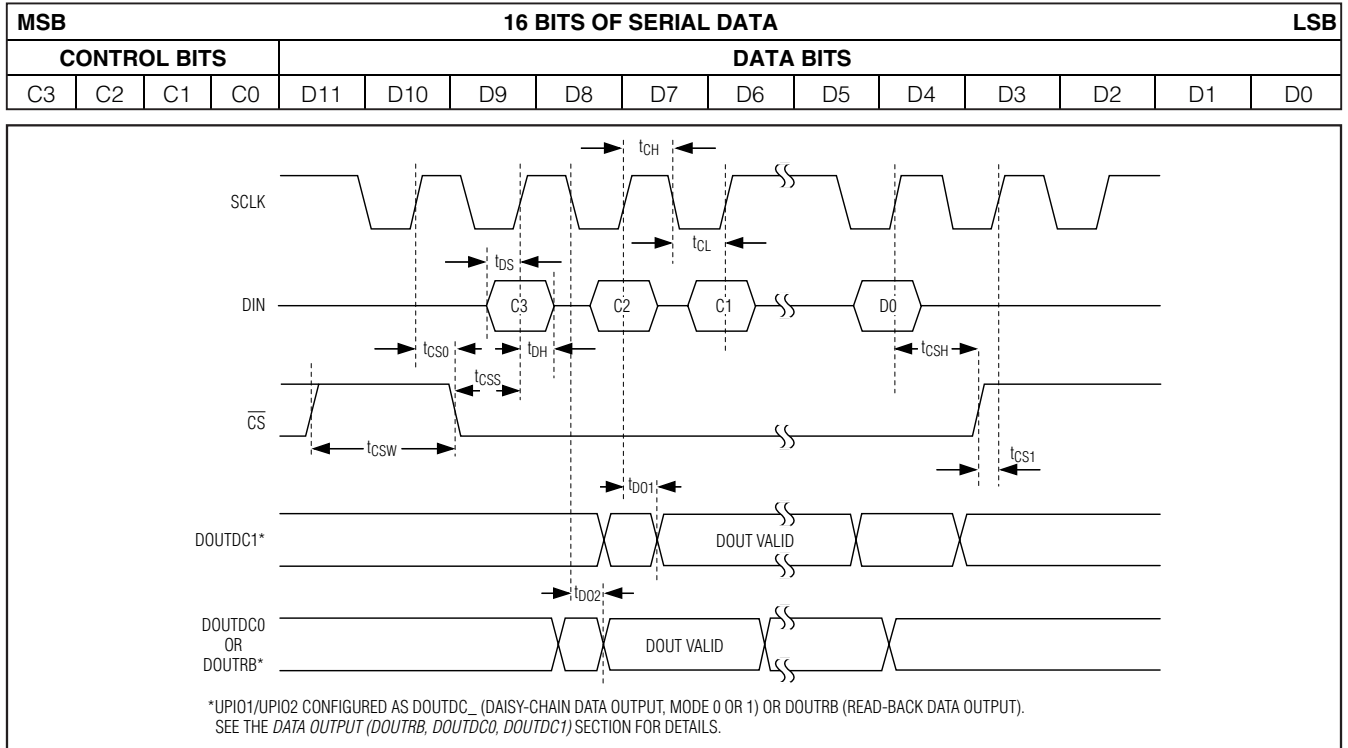 MSB 16 BITS OF SERIAL DATA LSB
CONTROL BITS DATA BITS
C3 C2 C1 C0 D11 D10 D9 D8 D7 D6 D5 D4 D3 D2 D1 D0
tCH
SCLK
tCL
tDS
DIN C3 C2 C1 D0
tCS0 tDH tCSH
tCSS
CS
tCSW tCS1
tDO1
DOUTDC1* DOUT VALID
tDO2
DOUTDC0
OR DOUT VALID
DOUTRB*
*UPIO1/UPIO2 CONFIGURED AS DOUTDC_ (DAISY-CHAIN DATA OUTPUT, MODE 0 OR 1) OR DOUTRB (READ-BACK DATA OUTPUT).
SEE THE DATA OUTPUT (DOUTRB, DOUTDC0, DOUTDC1) SECTION FOR DETAILS.